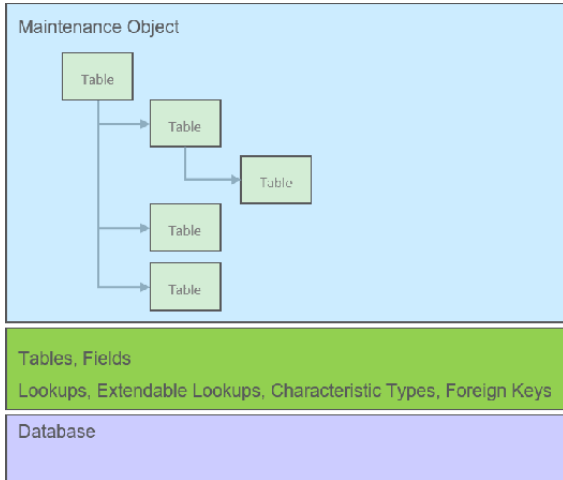 Maintenance Object
Table
Table
Table
Table
Table
Tables, Fields
Lookups, Extendable Lookups, Characteristic Types, Foreign Keys
Database